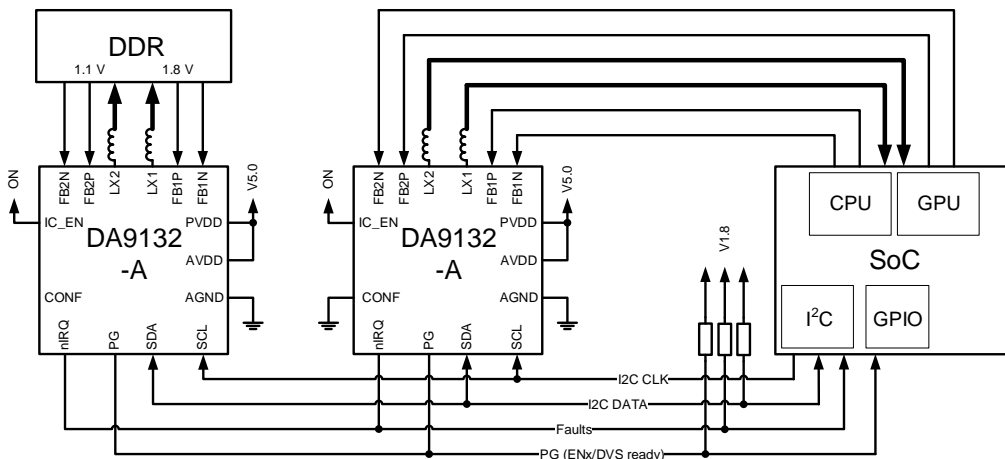 DDR
1.1 V 1.8 V
ON
FB2N
FB2P
LX2
LX1
FB1P
FB1N
V5.0
IC_EN
PVDD
DA9132
-A
AVDD
CONF
AGND
nIRQ
PG
SDA
SCL
ON
FB2N
FB2P
LX2
LX1
FB1P
FB1N
V5.0
IC_EN
PVDD
DA9132
-A
AVDD
CONF
AGND
nIRQ
PG
SDA
SCL
V1.8
CPU
GPU
SoC
I²C
GPIO
I2C CLK
I2C DATA
Faults
PG (ENx/DVS ready)